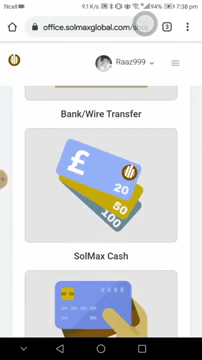 Ncell
9.1 K/s
94%
7:38 pm
office.solmaxglobal.com/
3
Raaz999
Bank/Wire Transfer
£
20
50
100
SolMax Cash